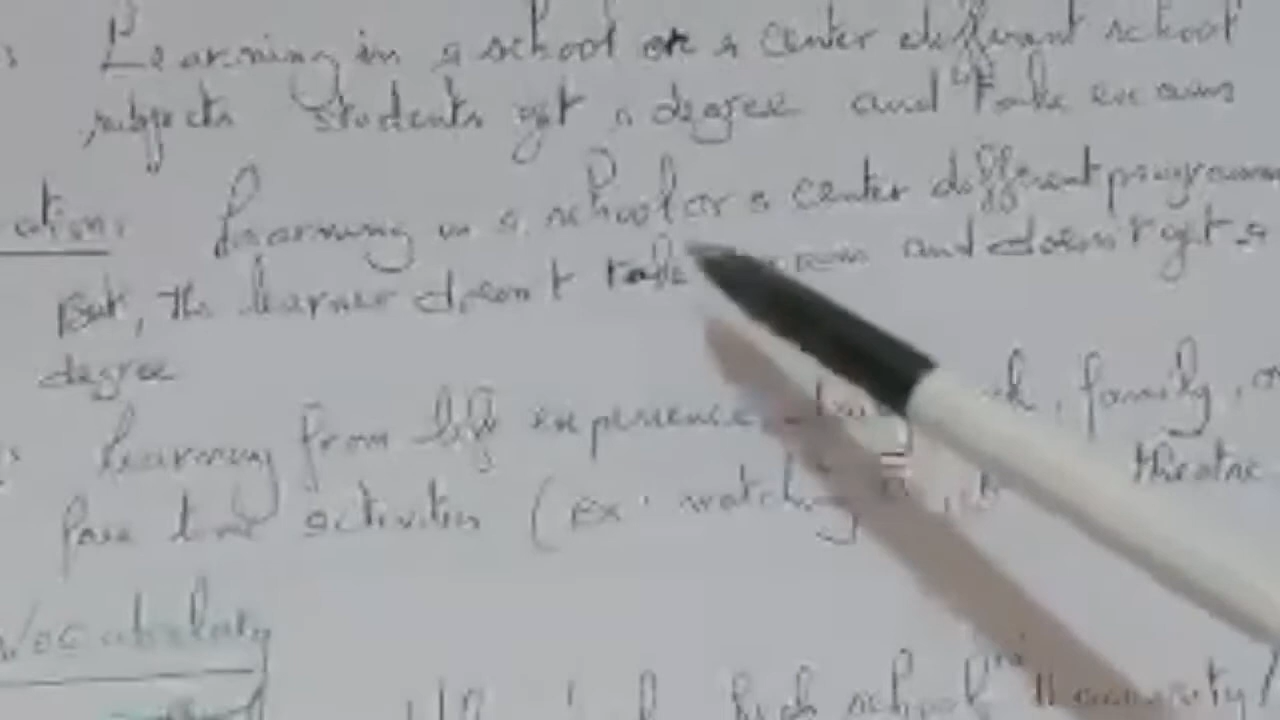 Learning in a school or a center different school
subjects students get a degree and take exams
ation: Learning in a school or a center different programm
But, the learner doesn't take and doesn't get a
degree
learning from life experience, family,
free time activities (ex: watching theatre
Vocabulary
high school